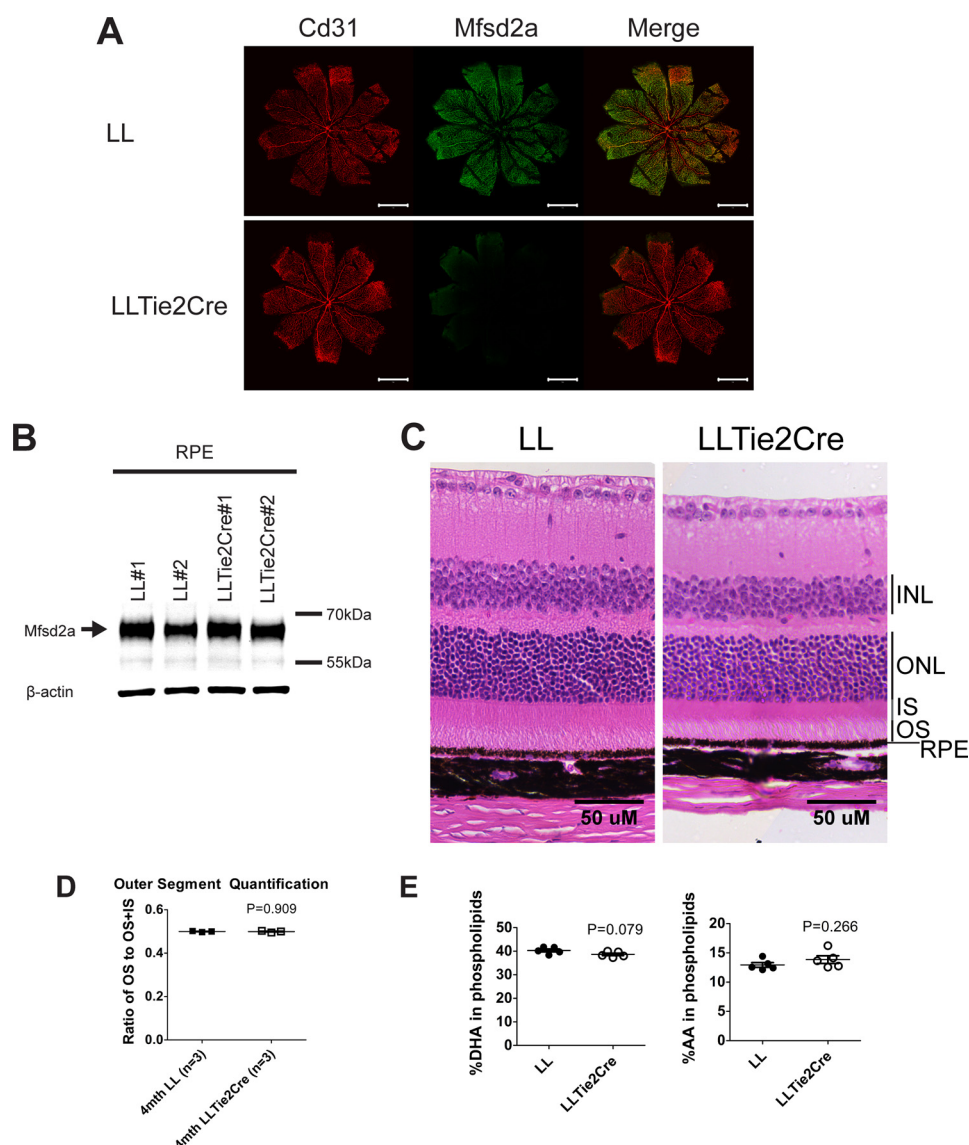 A
Cd31 Mfsd2a Merge
LL
LLTie2Cre
B
RPE
LL#1
LL#2
LLTie2Cre#1
LLTie2Cre#2
Mfsd2a
70kDa
55kDa
β-actin
C
LL LLTie2Cre
INL
ONL
IS
OS
RPE
50 uM 50 uM
D
Outer Segment Quantification
P=0.909
Ratio of OS to OS+IS
0.6
0.4
0.2
0.0
4mth LL (n=3)
4mth LLTie2Cre (n=3)
E
P=0.079
%DHA in phospholipids
50
40
30
20
10
0
LL
LLTie2Cre
P=0.266
%AA in phospholipids
20
15
10
5
0
LL
LLTie2Cre